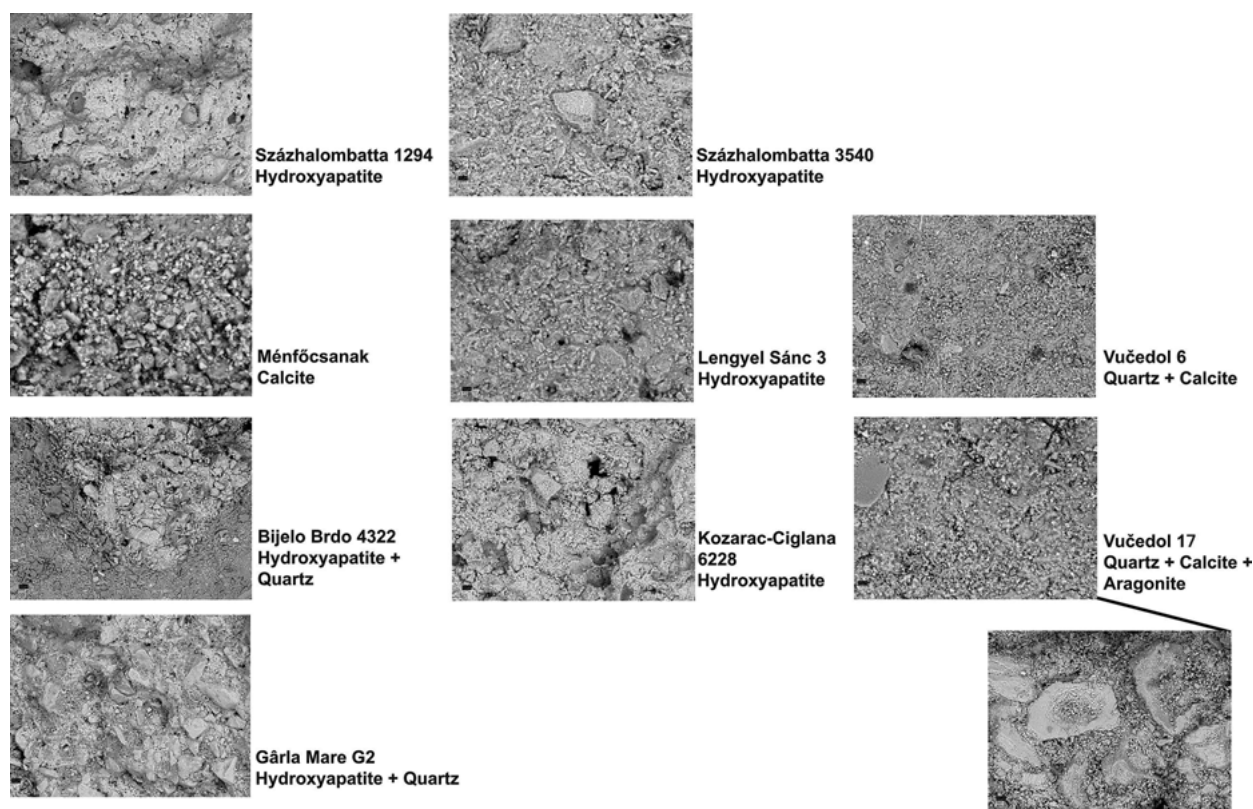 Százhalombatta 1294
Hydroxyapatite
Százhalombatta 3540
Hydroxyapatite
Ménfőcsanak
Calcite
Lengyel Sánc 3
Hydroxyapatite
Vučedol 6
Quartz + Calcite
Bijelo Brdo 4322
Hydroxyapatite +
Quartz
Kozarac-Ciglana
6228
Hydroxyapatite
Vučedol 17
Quartz + Calcite +
Aragonite
Gârla Mare G2
Hydroxyapatite + Quartz